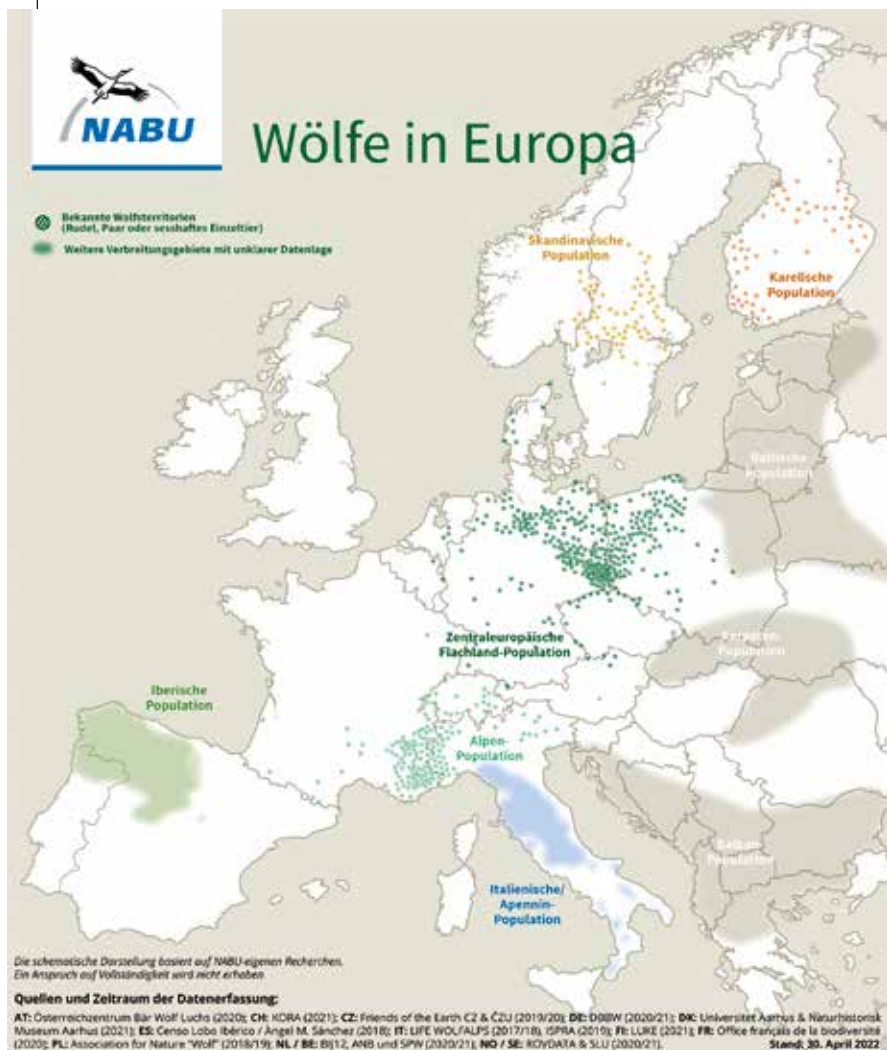 NABU
Wölfe in Europa
Bekannte Wolfsterritorien
(Rudel, Paar oder sesshaftes Einzeltier)
Weitere Verbreitungsgebiete mit unklarer Datenlage
Skandinavische
Population
Karelische
Population
Baltische
Population
Zentraleuropäische
Flachland-Population
Karpaten-
Population
Iberische
Population
Alpen-
Population
Balkan-
Population
Italienische/
Apennin-
Population
Die schematische Darstellung basiert auf NABU-eigenen Recherchen.
Ein Anspruch auf Vollständigkeit wird nicht erhoben
Quellen und Zeitraum der Datenerfassung:
AT: Österreichzentrum Bär Wolf Luchs (2020); CH: KORA (2021); CZ: Friends of the Earth CZ & ČZU (2019/20); DE: DBBW (2020/21); DK: Universitet Aarhus & Naturhistorisk
Museum Aarhus (2021); ES: Censo Lobo Ibérico / Ángel M. Sánchez (2018); IT: LIFE WOLFALPS (2017/18), ISPRA (2019); FI: LUKE (2021); FR: Office français de la biodiversité
(2020); PL: Association for Nature "Wolf" (2018/19); NL / BE: BIJ12, ANB und SPW (2020/21); NO / SE: ROVDATA & SLU (2020/21).
Stand: 30. April 2022